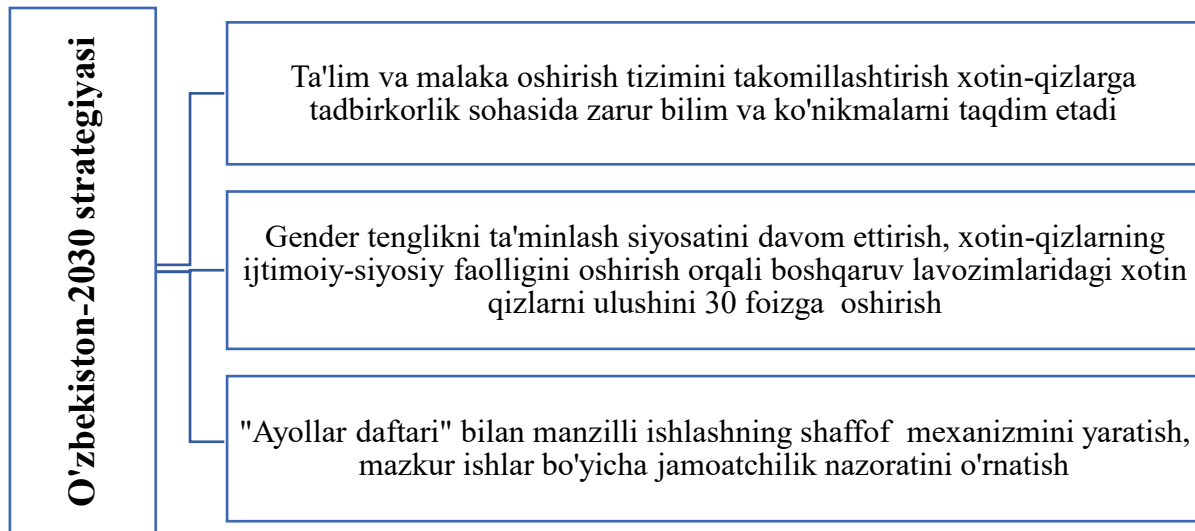 O'zbekiston-2030 strategiyasi
Ta'lim va malaka oshirish tizimini takomillashtirish xotin-qizlarga
tadbirkorlik sohasida zarur bilim va ko'nikmalarni taqdim etadi
Gender tenglikni ta'minlash siyosatini davom ettirish, xotin-qizlarning
ijtimoiy-siyosiy faolligini oshirish orqali boshqaruv lavozimlaridagi xotin
qizlarni ulushini 30 foizga  oshirish
"Ayollar daftari" bilan manzilli ishlashning shaffof  mexanizmini yaratish,
mazkur ishlar bo'yicha jamoatchilik nazoratini o'rnatish